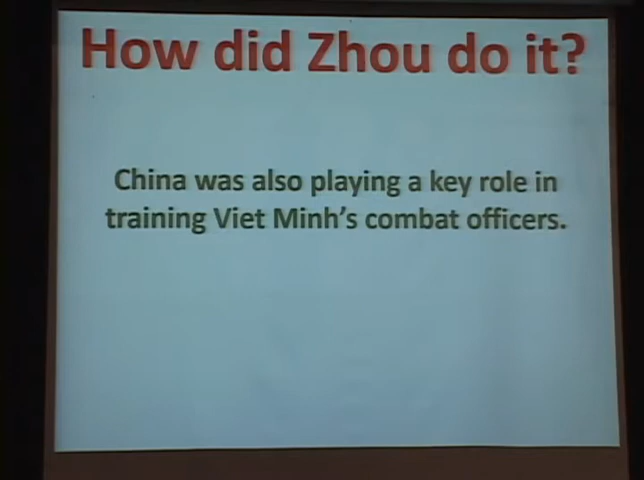 How did Zhou do it?
China was also playing a key role in
training Viet Minh's combat officers.